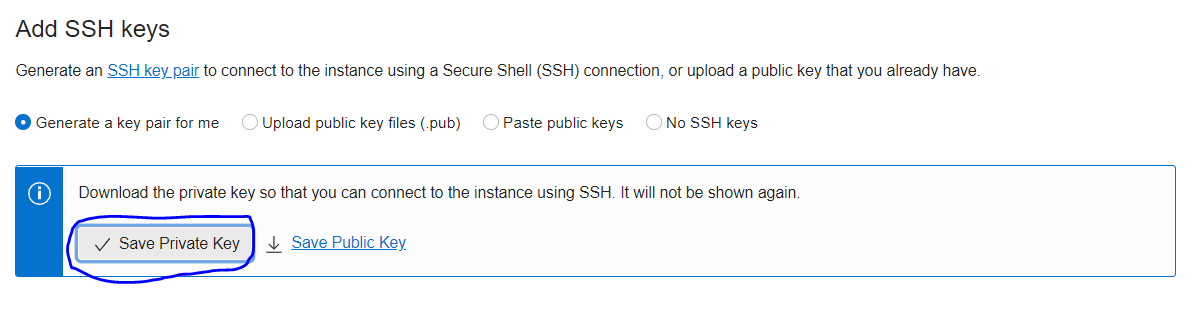 Add SSH keys
Generate an SSH key pair to connect to the instance using a Secure Shell (SSH) connection, or upload a public key that you already have.
Generate a key pair for me Upload public key files (.pub) Paste public keys No SSH keys
Download the private key so that you can connect to the instance using SSH. It will not be shown again.
Save Private Key Save Public Key